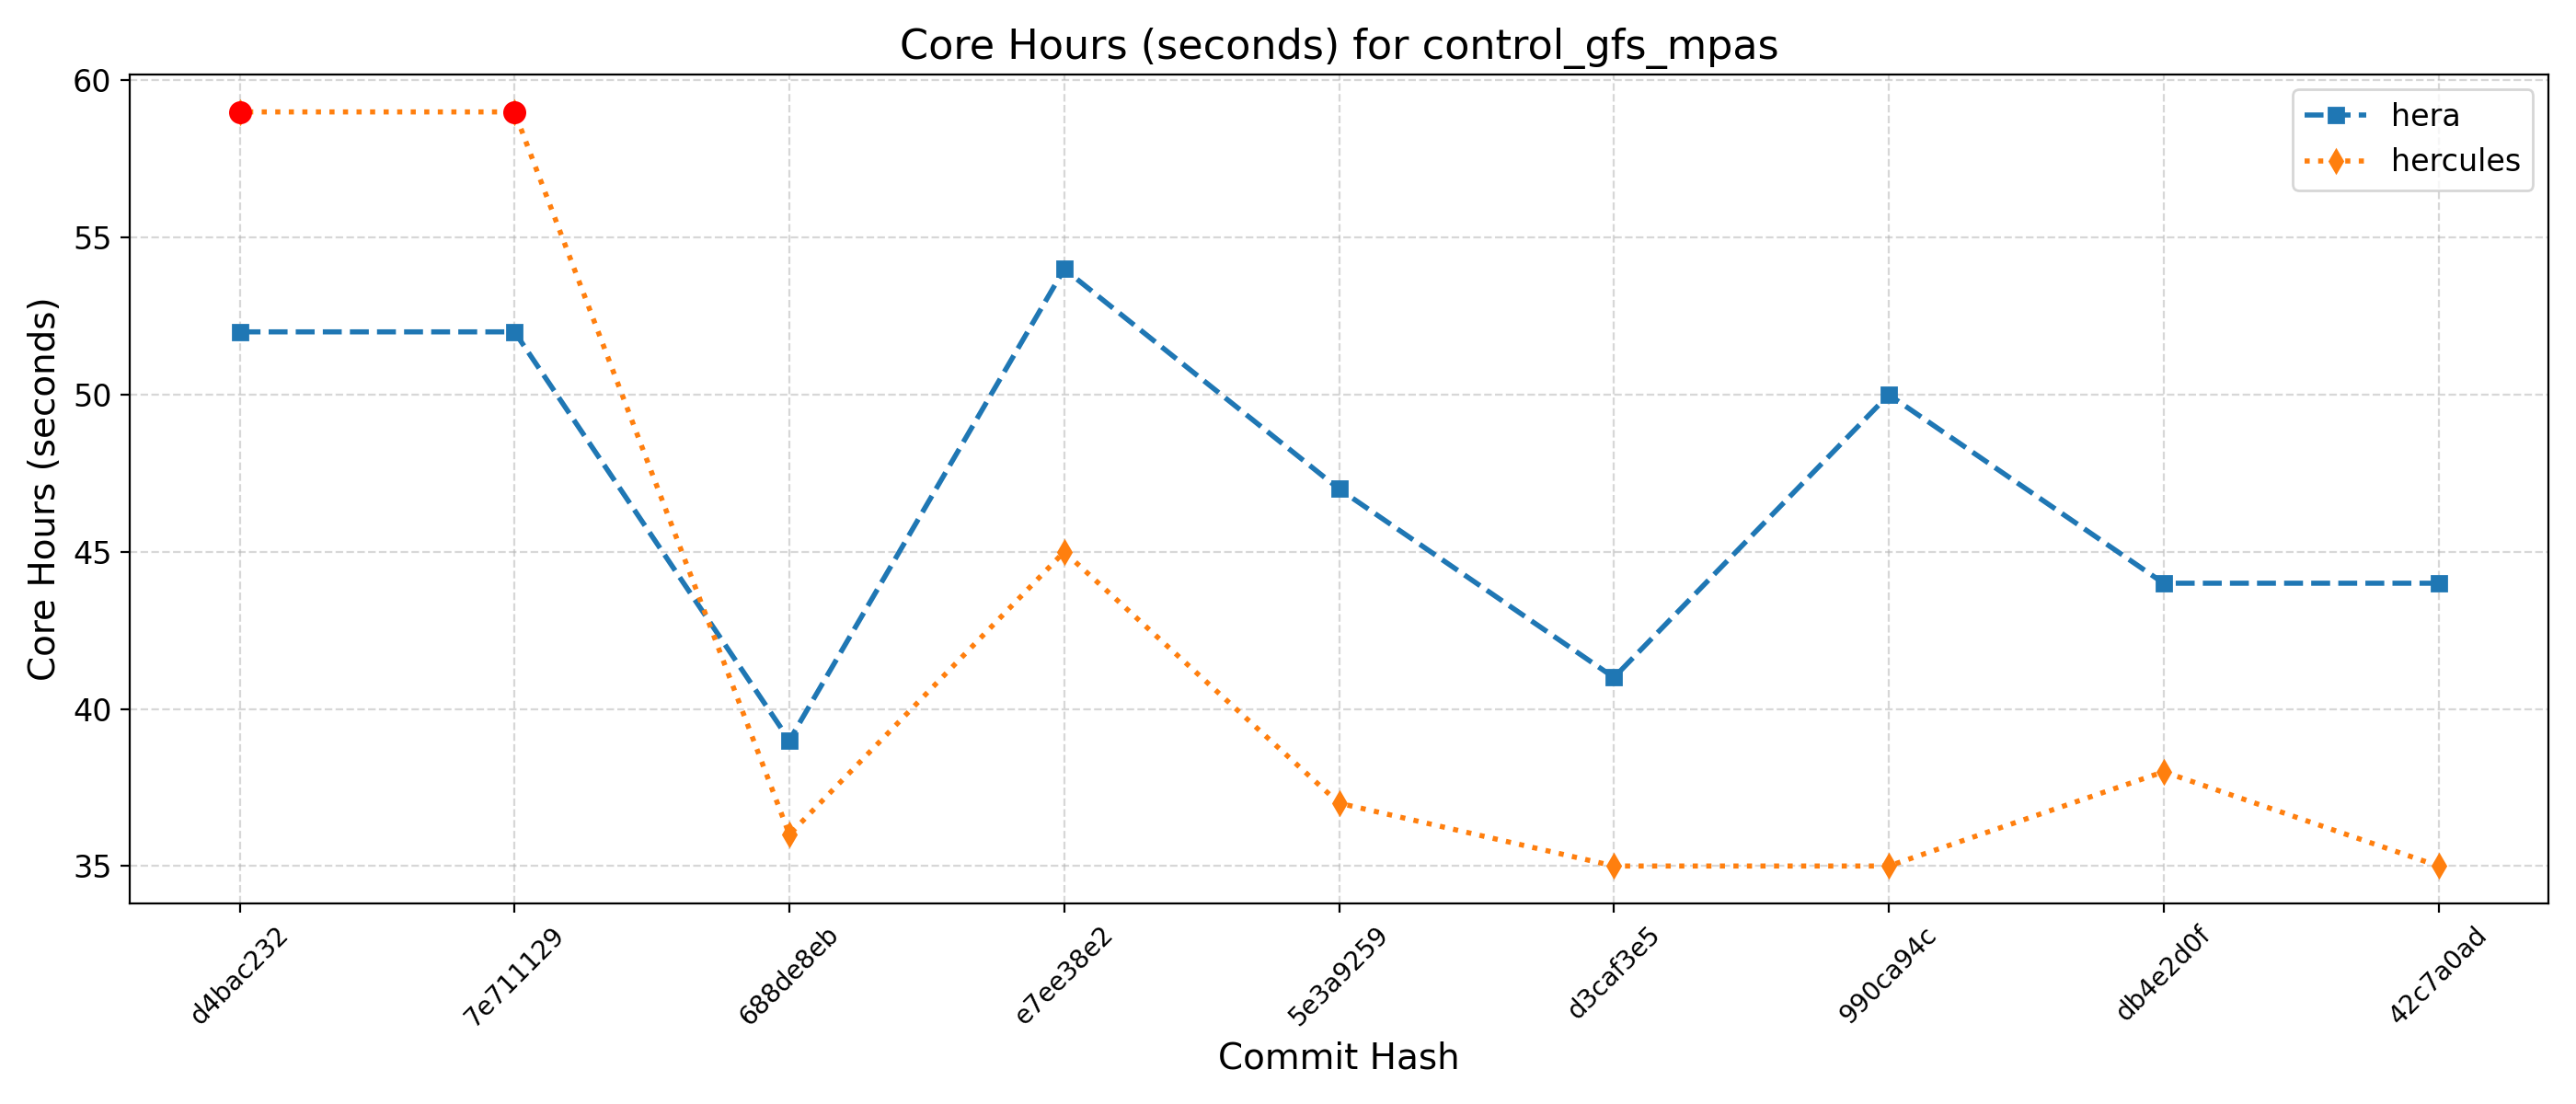 Core Hours (seconds) for control_gfs_mpas
60
55
50
45
40
35
Core Hours (seconds)
hera
hercules
d4bac232
7e711129
688de8eb
e7ee38e2
5e3a9259
d3caf3e5
990ca94c
db4e2d0f
42c7a0ad
Commit Hash